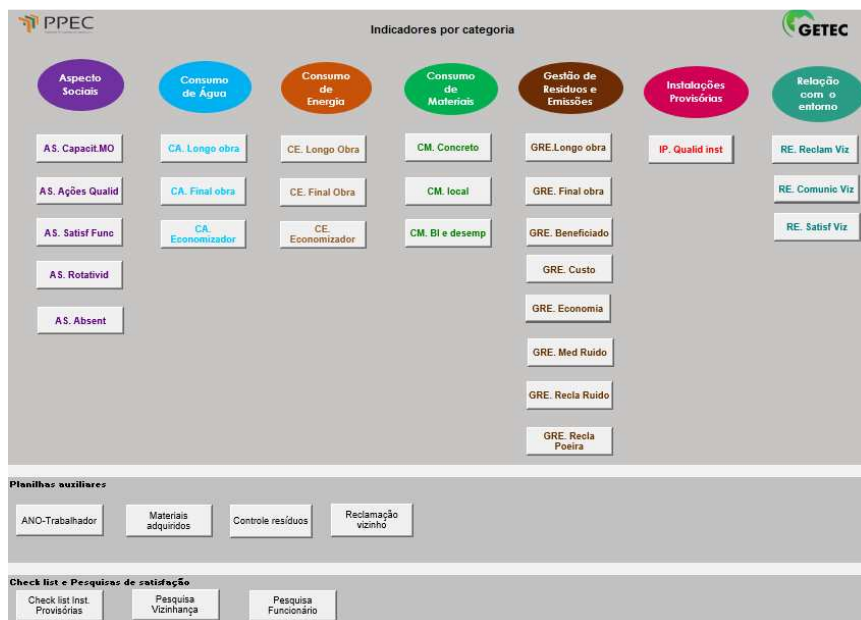 PPEC
Indicadores por categoria
GETEC
Aspecto
Sociais
Consumo
de Água
Consumo
de
Energia
Consumo
de
Materiais
Gestão de
Resíduos e
Emissões
Instalações
Provisórias
Relação
com o
entorno
AS. Capacit.MO
CA. Longo obra
CE. Longo Obra
CM. Concreto
GRE.Longo obra
IP. Qualid inst
RE. Reclam Viz
AS. Ações Qualid
CA. Final obra
CE. Final Obra
CM. local
GRE. Final obra
RE. Comunic Viz
AS. Satisf Func
CA.
Economizador
CE.
Economizador
CM. BI e desemp
GRE. Beneficiado
RE. Satisf Viz
AS. Rotativid
GRE. Custo
AS. Absent
GRE. Economia
GRE. Med Ruido
GRE. Recla Ruido
GRE. Recla
Poeira
Planilhas auxiliares
ANO-Trabalhador
Materiais
adquiridos
Controle resíduos
Reclamação
vizinho
Check list e Pesquisas de satisfação
Check list Inst.
Provisórias
Pesquisa
Vizinhança
Pesquisa
Funcionário